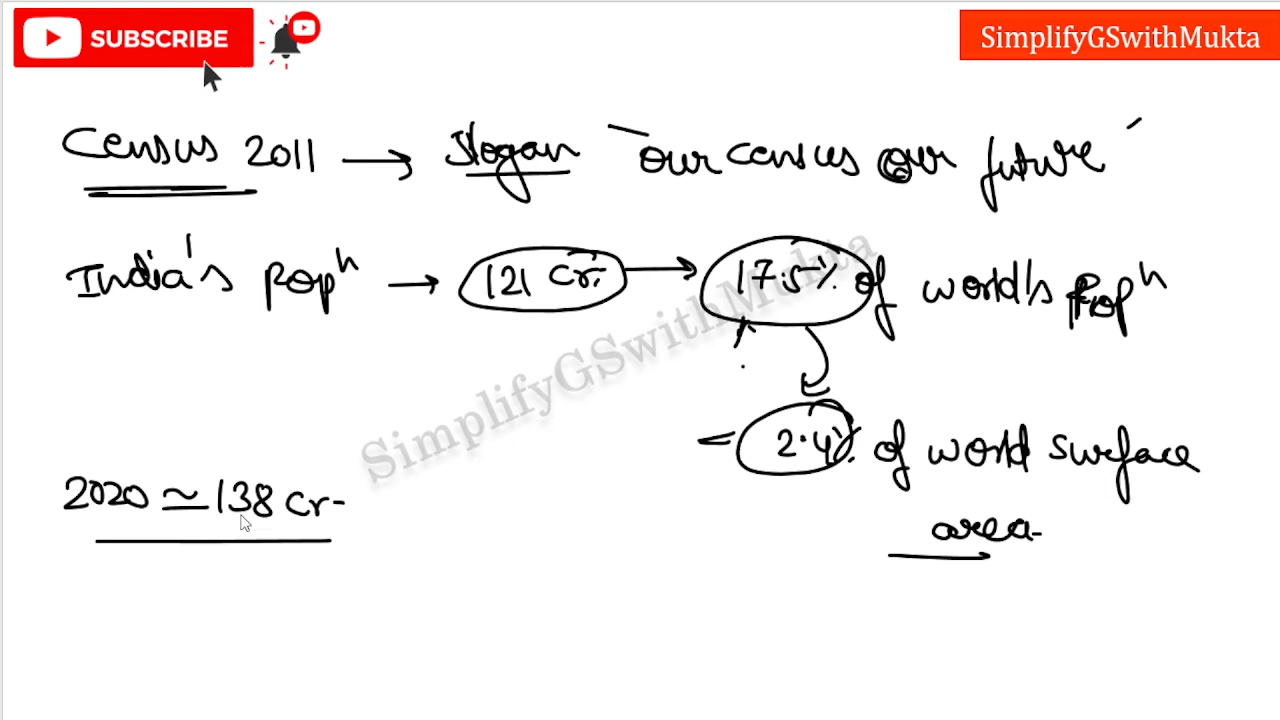 SUBSCRIBE
SimplifyGSwithMukta
Census 2011 → Slogan "our census our future"
India's popⁿ → 121 Cr. → 17.5% of world's popⁿ
SimplifyGSwithMukta
= 2.4% of world surface
area.
2020 ≃ 138 Cr-